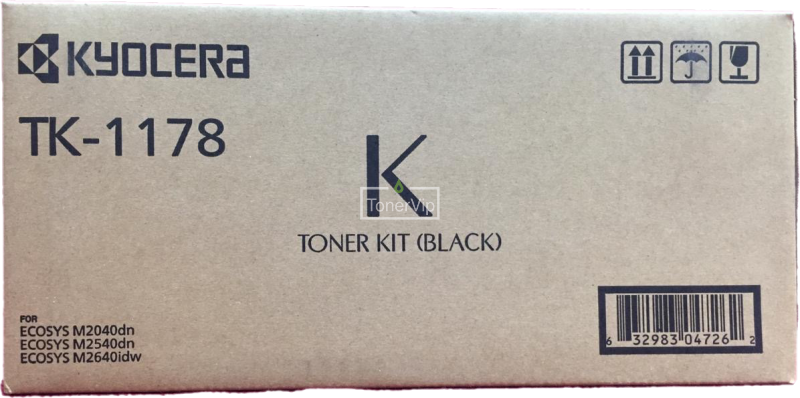 KYOCERA
TK-1178
K
TonerVip
TONER KIT (BLACK)
FOR
ECOSYS M2040dn
ECOSYS M2540dn
ECOSYS M2640idw
6 32983 04726 2